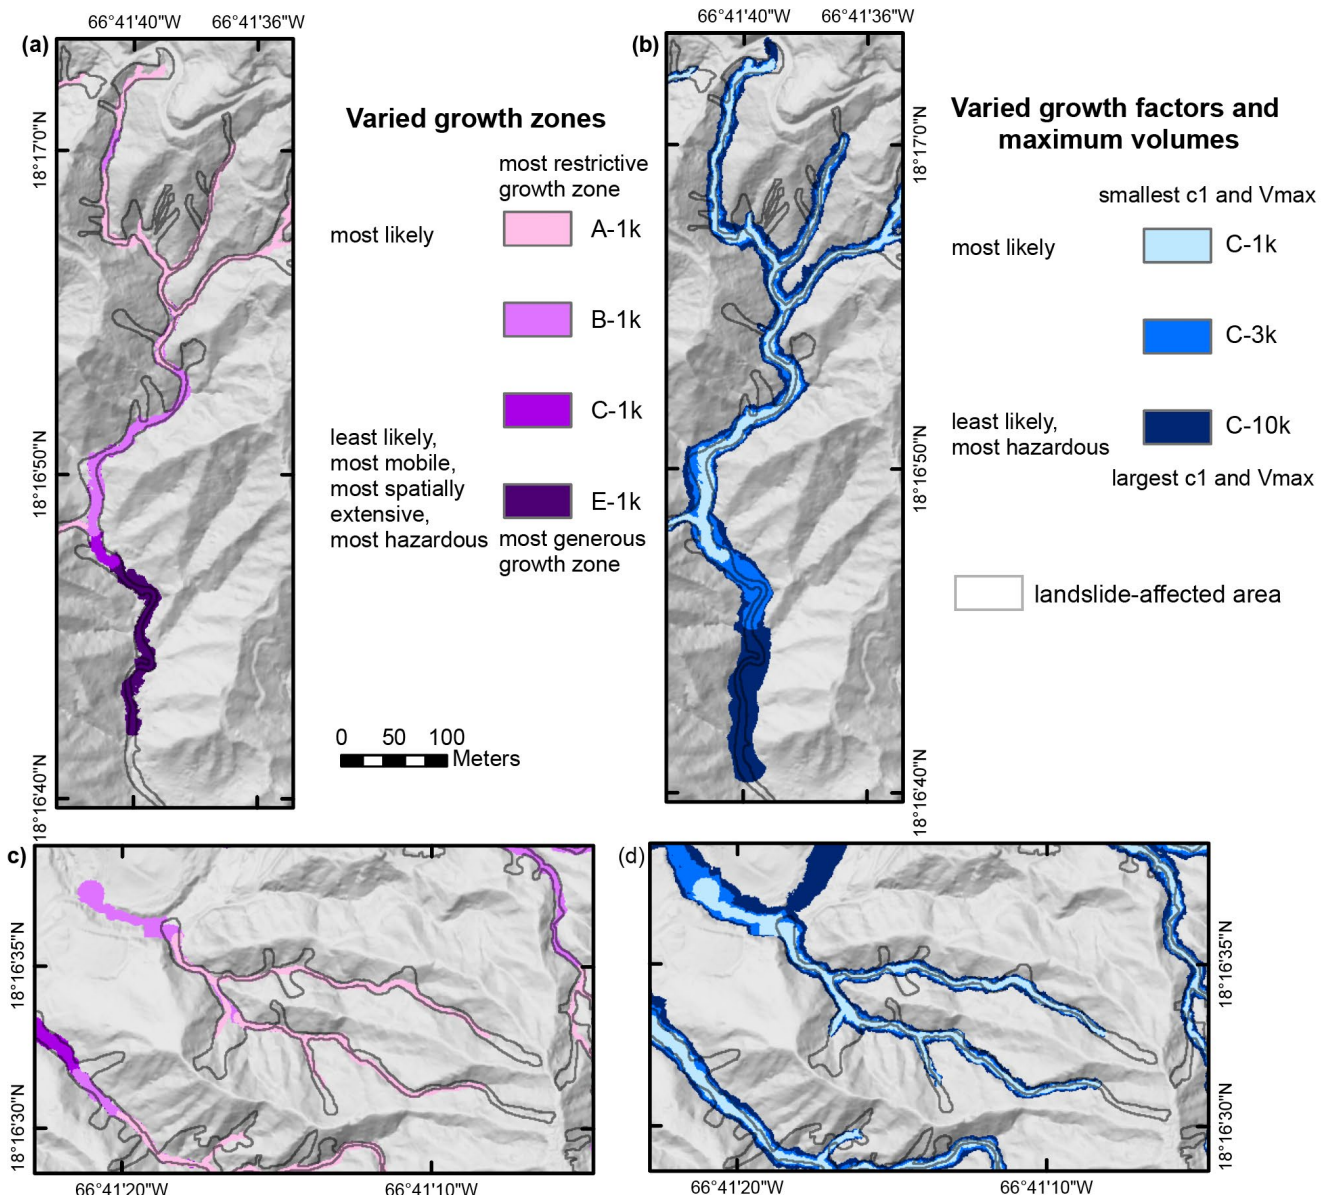 66°41'40"W 66°41'36"W
(a)
18°17'0"N
18°16'50"N
18°16'40"N
Varied growth zones
most restrictive
growth zone
most likely
A-1k
B-1k
C-1k
least likely,
most mobile,
most spatially
extensive,
most hazardous
E-1k
most generous
growth zone
0 50 100
Meters
66°41'40"W 66°41'36"W
(b)
18°17'0"N
18°16'50"N
18°16'40"N
Varied growth factors and
maximum volumes
smallest c1 and Vmax
most likely
C-1k
C-3k
least likely,
most hazardous
C-10k
largest c1 and Vmax
landslide-affected area
c)
18°16'35"N
18°16'30"N
66°41'20"W 66°41'10"W
(d)
18°16'35"N
18°16'30"N
66°41'20"W 66°41'10"W